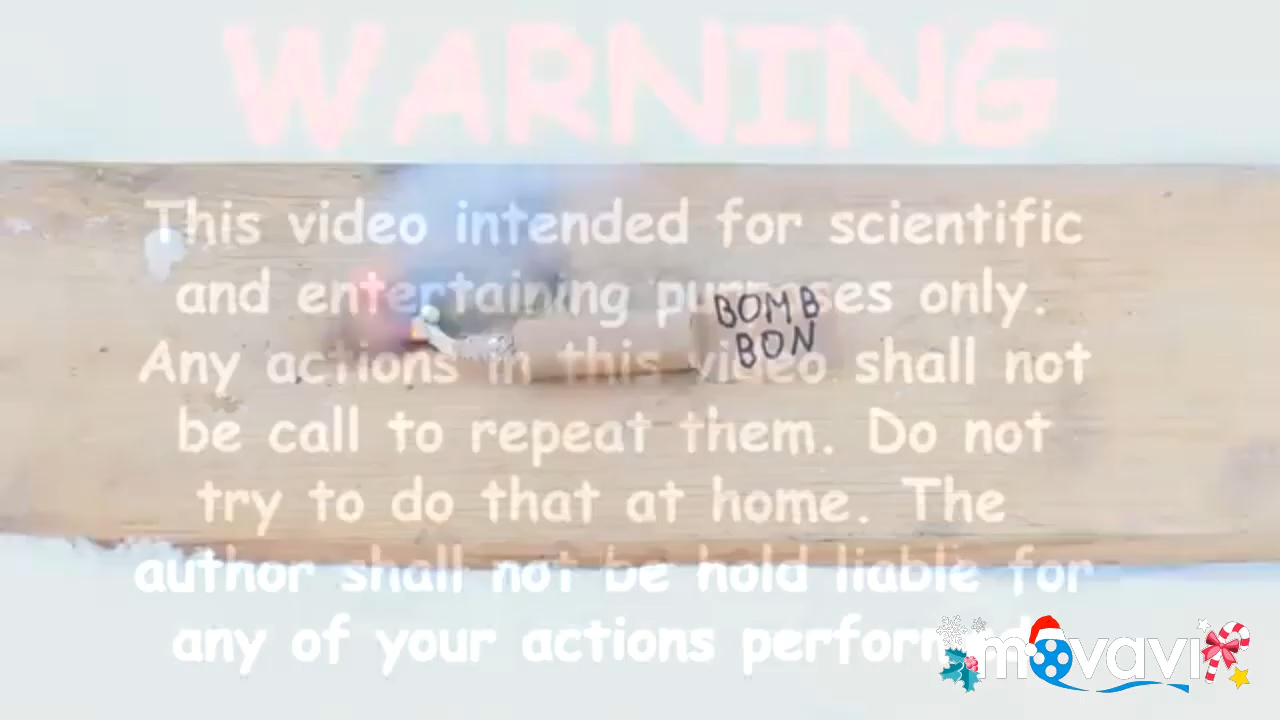 WARNING
This video intended for scientific
and entertaining purposes only.
BOMB
BON
Any actions in this video shall not
be call to repeat them. Do not
try to do that at home. The
author shall not be hold liable for
any of your actions
movavi